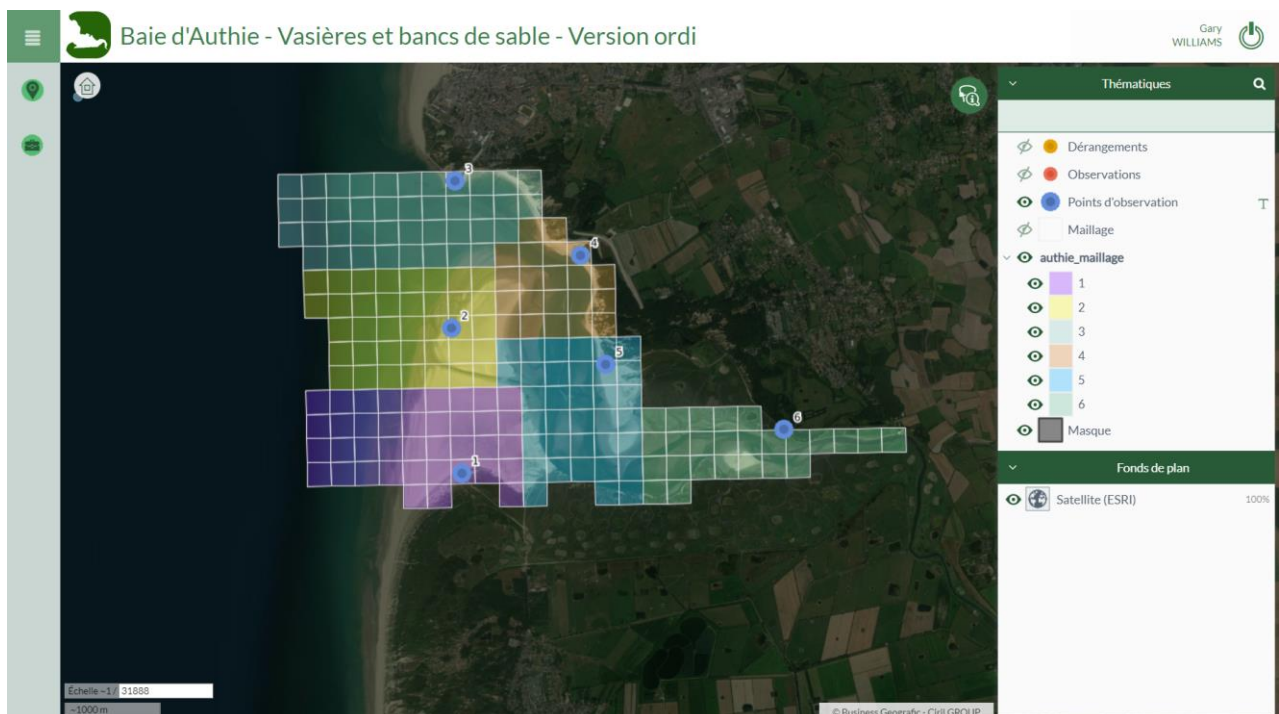 Baie d'Authie - Vasières et bancs de sable - Version ordi
Gary
WILLIAMS
Thématiques
Dérangements
Observations
Points d'observation
T
Maillage
authie_maillage
1
2
3
4
5
6
Masque
Fonds de plan
Satellite (ESRI)
100%
3
4
2
5
6
1
Échelle ~1 / 31888
~1000 m
© Business Geografic - Ciril GROUP